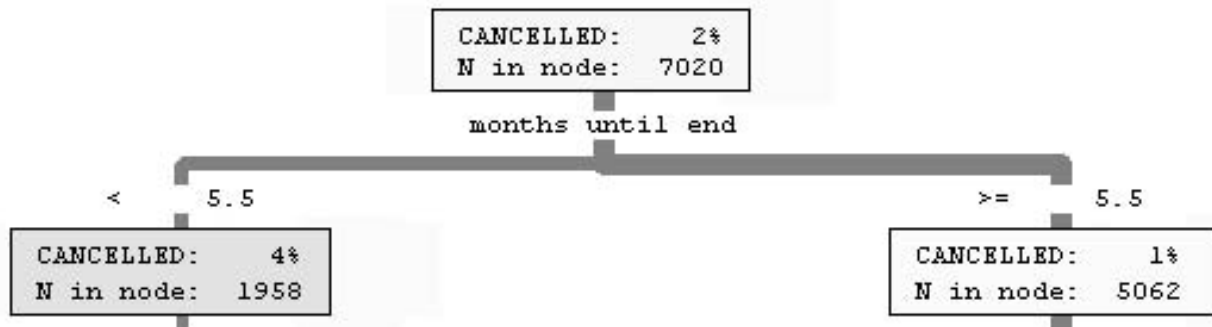 CANCELLED: 2%
N in node: 7020
months until end
< 5.5
>= 5.5
CANCELLED: 4%
N in node: 1958
CANCELLED: 1%
N in node: 5062